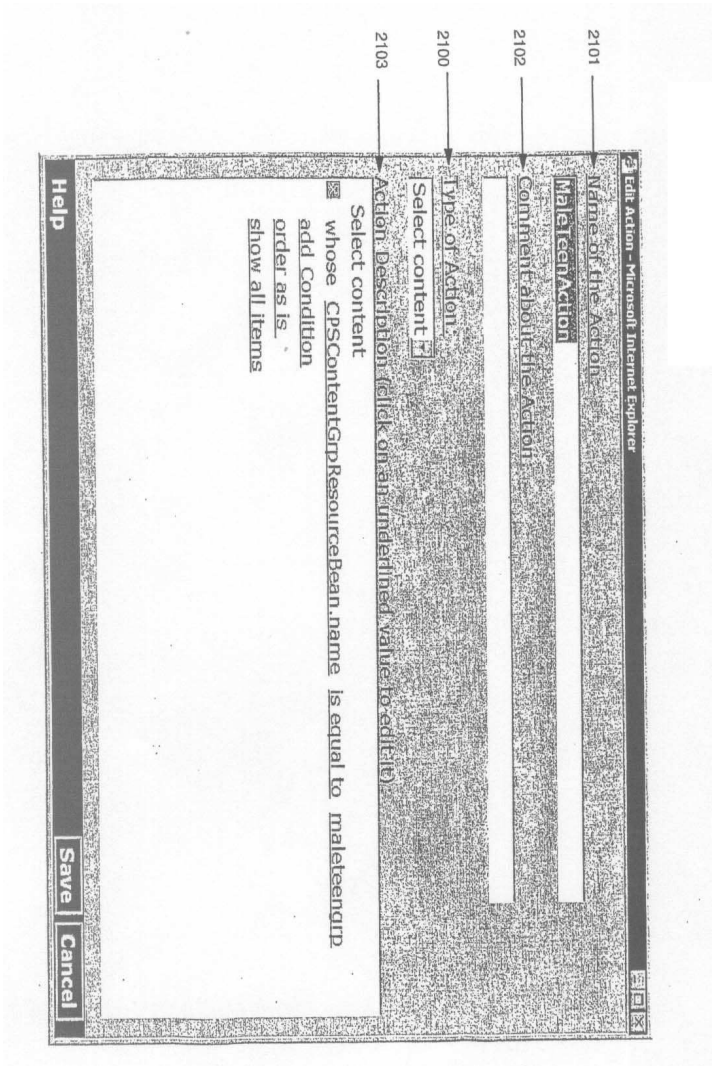 Edit Action - Microsoft Internet Explorer
2101
Name of the Action
MaleTeenAction
2102
Comment about the Action
2100
Type of Action.
Select content
2103
Action Description (click on an underlined value to edit it)
Select content
whose CPSContentGrpResourceBean.name is equal to maleteengrp
add Condition
order as is
show all items
Help
Save
Cancel